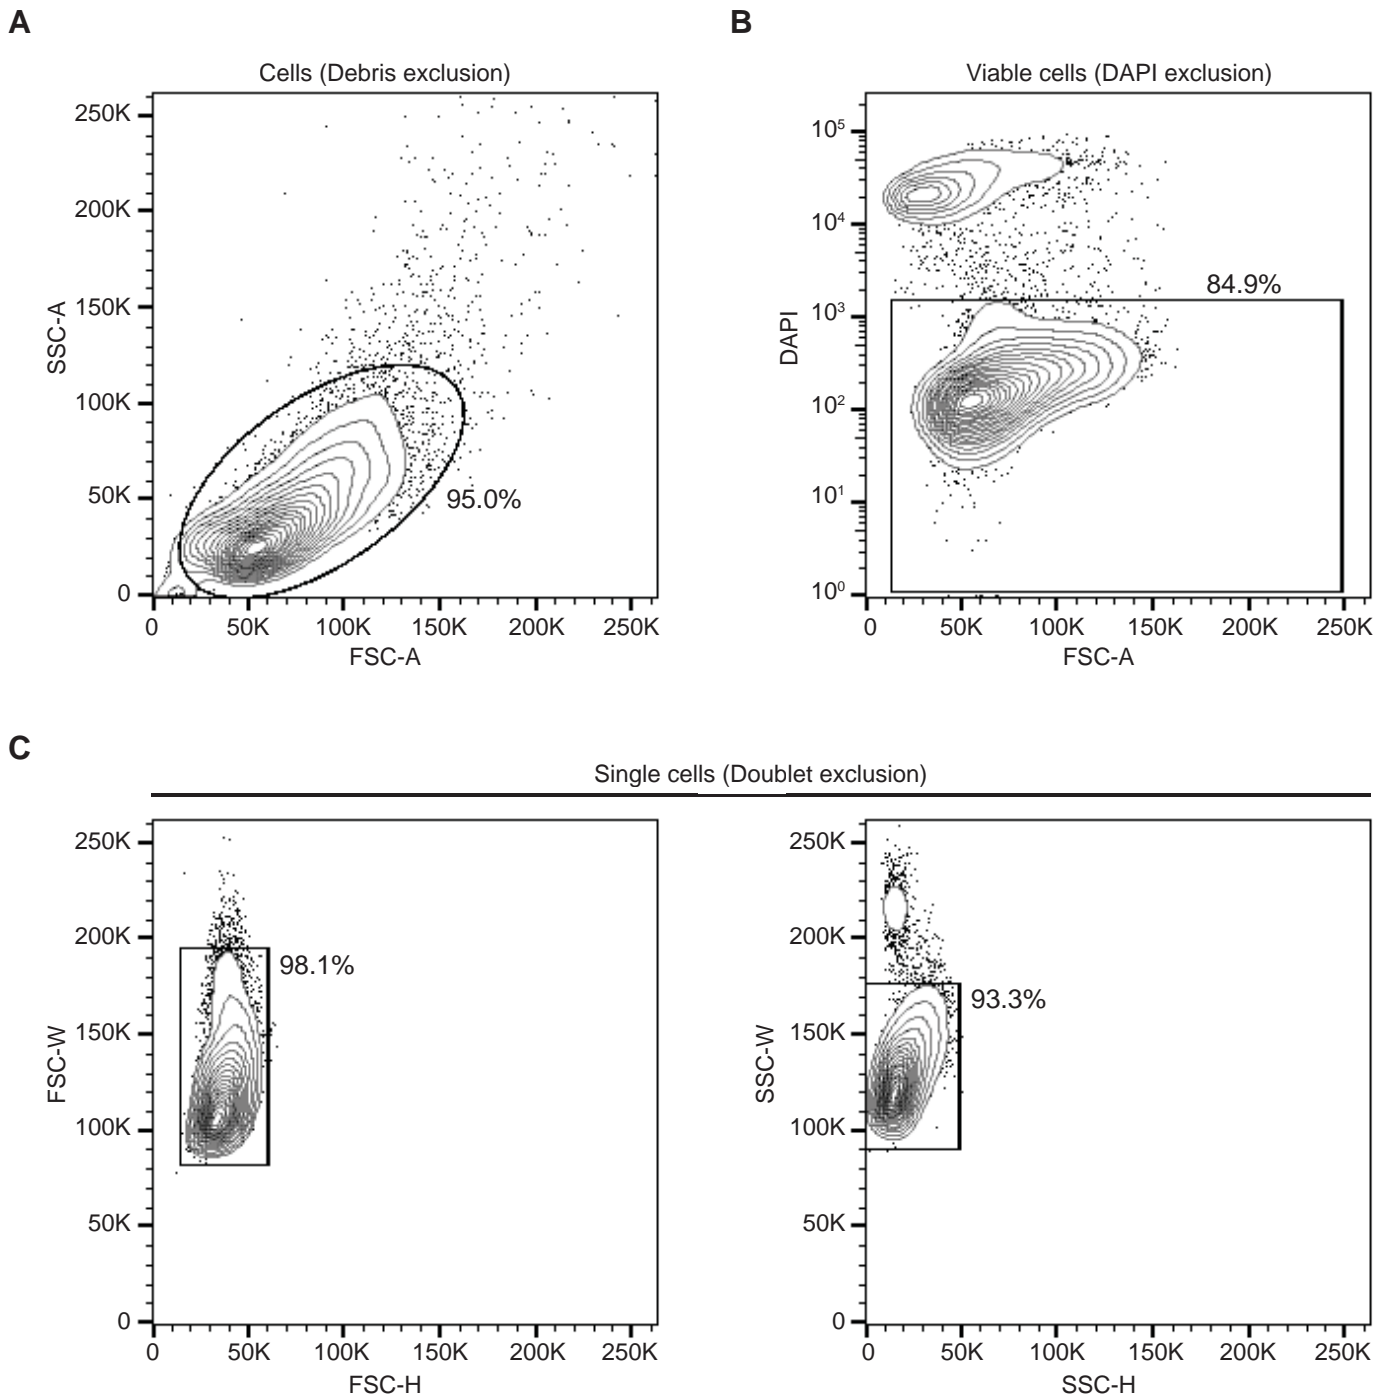 A
B
Cells (Debris exclusion)
Viable cells (DAPI exclusion)
250K
200K
150K
100K
50K
0
SSC-A
95.0%
0 50K 100K 150K 200K 250K
FSC-A
10⁵
10⁴
10³
10²
10¹
10⁰
DAPI
84.9%
0 50K 100K 150K 200K 250K
FSC-A
C
Single cells (Doublet exclusion)
250K
200K
150K
100K
50K
0
FSC-W
98.1%
0 50K 100K 150K 200K 250K
FSC-H
250K
200K
150K
100K
50K
0
SSC-W
93.3%
0 50K 100K 150K 200K 250K
SSC-H